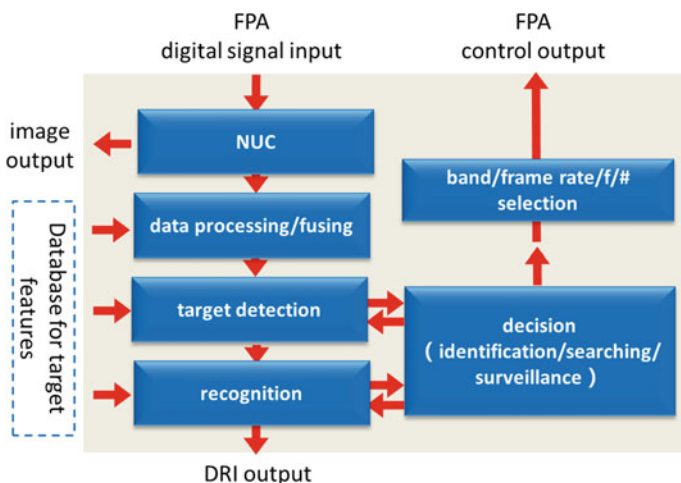 FPA
digital signal input
FPA
control output
image
output
NUC
band/frame rate/f/#
selection
Database for target
features
data processing/fusing
target detection
decision
( identification/searching/
surveillance )
recognition
DRI output